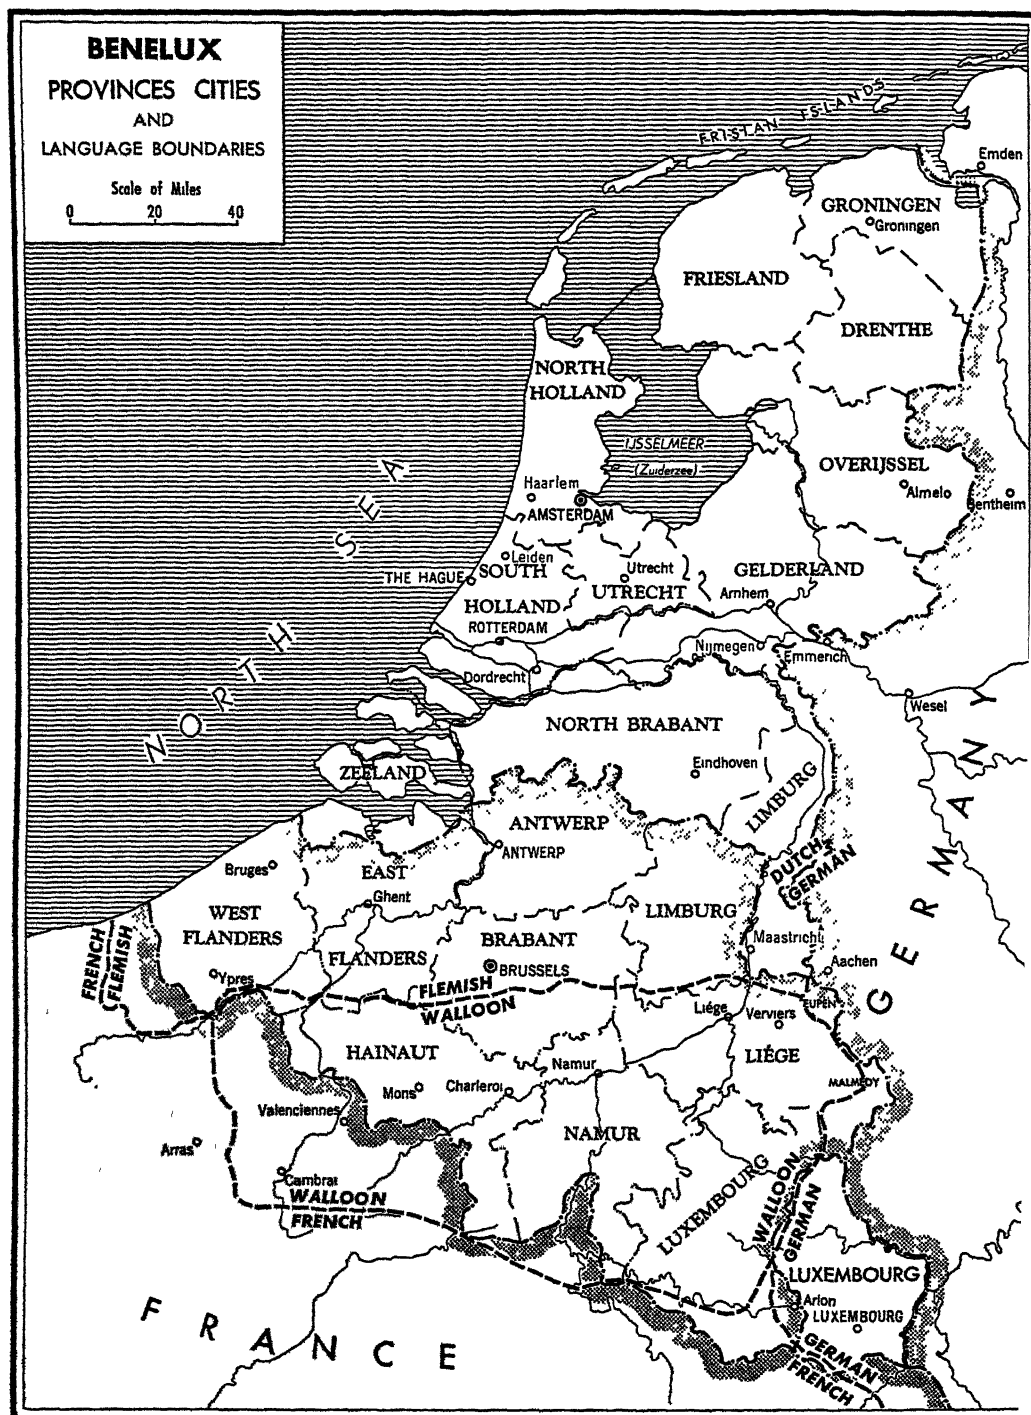 BENELUX
PROVINCES CITIES
AND
LANGUAGE BOUNDARIES
Scale of Miles
0 20 40
FRISIAN ISLANDS
Emden
GRONINGEN
Groningen
FRIESLAND
DRENTHE
NORTH
HOLLAND
IJSSELMEER
(Zuiderzee)
OVERIJSSEL
Almelo
Bentheim
Haarlem
AMSTERDAM
NORTH SEA
Leiden
THE HAGUE
SOUTH
HOLLAND
Utrecht
UTRECHT
GELDERLAND
Arnhem
ROTTERDAM
Nijmegen
Emmerich
Dordrecht
Wesel
NORTH BRABANT
Eindhoven
ZEELAND
LIMBURG
GERMANY
ANTWERP
ANTWERP
DUTCH
GERMAN
Bruges
EAST
Ghent
WEST
FLANDERS
FLANDERS
LIMBURG
BRABANT
BRUSSELS
Maastricht
Aachen
FRENCH
FLEMISH
Ypres
FLEMISH
WALLOON
EUPEN
Liége
Verviers
HAINAUT
LIÉGE
Namur
Mons
Charleroi
MALMEDY
Valenciennes
NAMUR
Arras
Cambrai
WALLOON
FRENCH
LUXEMBOURG
WALLOON
GERMAN
LUXEMBOURG
Arlon
LUXEMBOURG
FRANCE
GERMAN
FRENCH